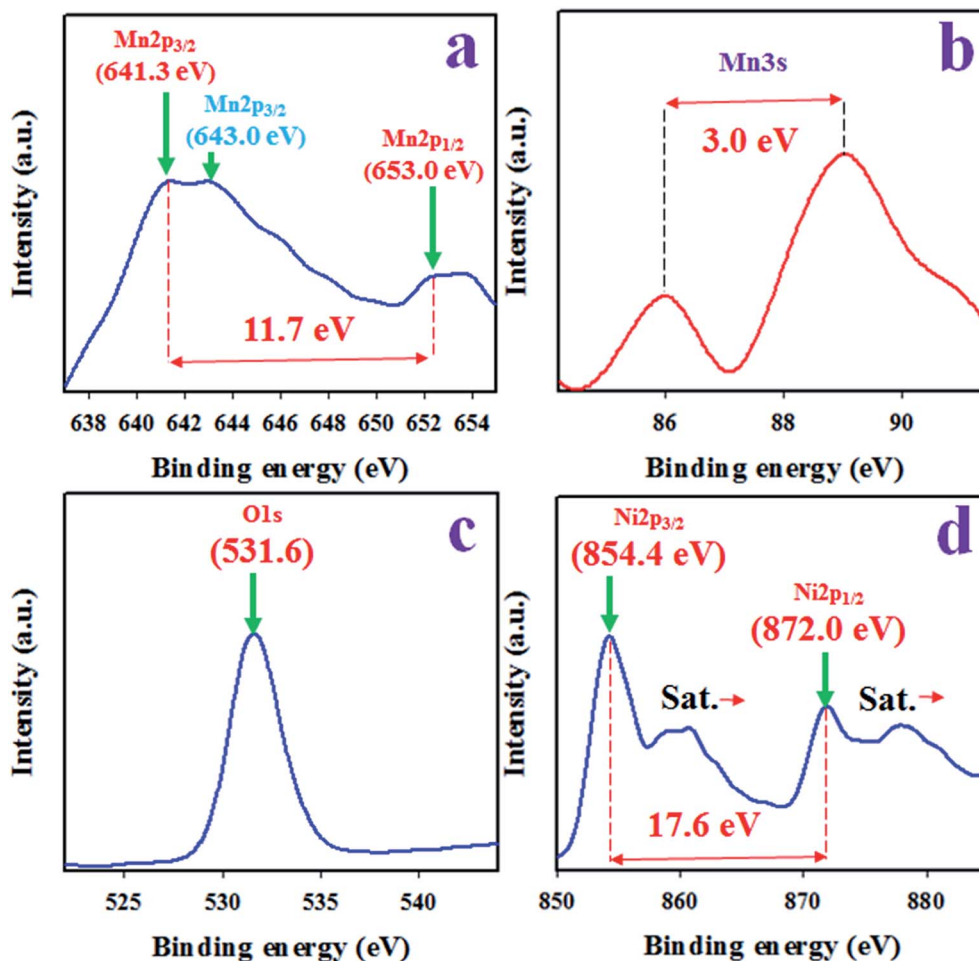 a
Mn2p3/2
(641.3 eV)
Mn2p3/2
(643.0 eV)
Mn2p1/2
(653.0 eV)
11.7 eV
Intensity (a.u.)
638 640 642 644 646 648 650 652 654
Binding energy (eV)
b
Mn3s
3.0 eV
Intensity (a.u.)
86 88 90
Binding energy (eV)
c
O1s
(531.6)
Intensity (a.u.)
525 530 535 540
Binding energy (eV)
d
Ni2p3/2
(854.4 eV)
Ni2p1/2
(872.0 eV)
Sat.
Sat.
17.6 eV
Intensity (a.u.)
850 860 870 880
Binding energy (eV)